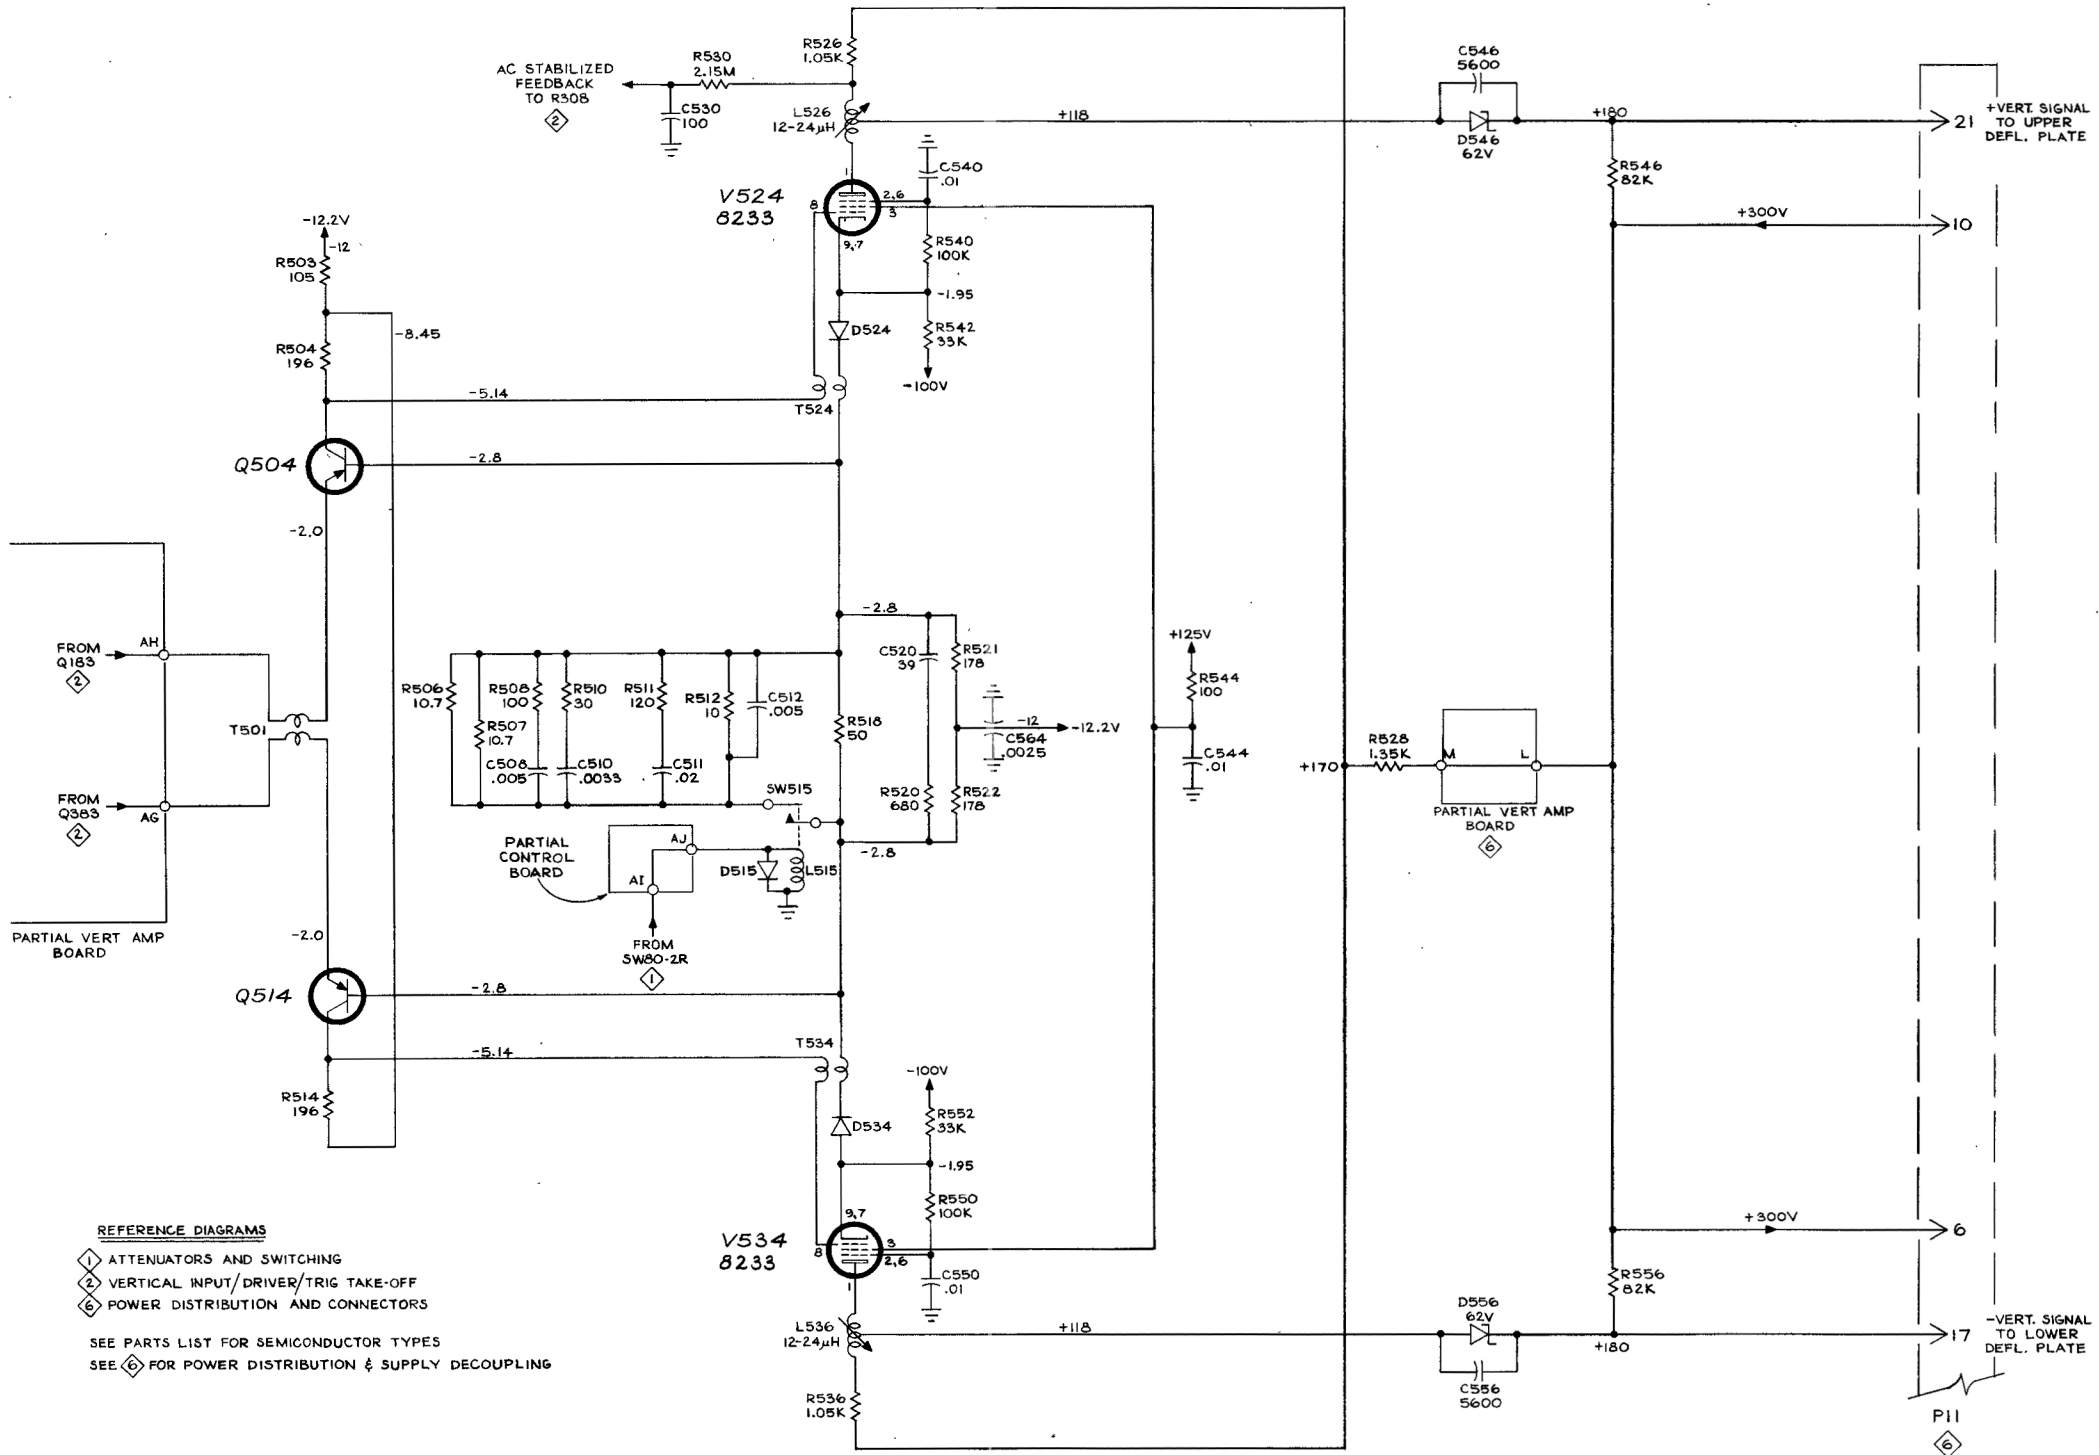 AC STABILIZED
FEEDBACK
TO R308
2
R530
2.15M
C530
100
R526
1.05K
L526
12-24µH
+118
C546
5600
D546
62V
+180
21
+VERT. SIGNAL
TO UPPER
DEFL. PLATE
R546
82K
+300V
10
V524
8233
1
8
2,6
3
9,7
C540
.01
R540
100K
-1.95
D524
R542
33K
-100V
T524
-12.2V
-12
R503
105
-8.45
R504
196
-5.14
Q504
-2.8
-2.0
FROM
Q183
2
AH
T501
FROM
Q383
2
AG
PARTIAL VERT AMP
BOARD
R506
10.7
R507
10.7
R508
100
C508
.005
R510
30
C510
.0033
R511
120
C511
.02
R512
10
C512
.005
R518
50
-2.8
C520
39
R521
178
-12
-12.2V
C564
.0025
R520
680
R522
178
-2.8
SW515
PARTIAL
CONTROL
BOARD
AJ
AI
D515
L515
FROM
SW80-2R
1
+125V
R544
100
C544
.01
+170
R528
1.35K
M
L
PARTIAL VERT AMP
BOARD
6
-2.0
Q514
-2.8
-5.14
R514
196
T534
-100V
R552
33K
D534
-1.95
R550
100K
9,7
V534
8233
8
3
2,6
1
C550
.01
L536
12-24µH
+118
R536
1.05K
+300V
6
R556
82K
D556
62V
C556
5600
+180
17
-VERT. SIGNAL
TO LOWER
DEFL. PLATE
P11
6
REFERENCE DIAGRAMS
1 ATTENUATORS AND SWITCHING
2 VERTICAL INPUT/DRIVER/TRIG TAKE-OFF
6 POWER DISTRIBUTION AND CONNECTORS
SEE PARTS LIST FOR SEMICONDUCTOR TYPES
SEE 6 FOR POWER DISTRIBUTION & SUPPLY DECOUPLING